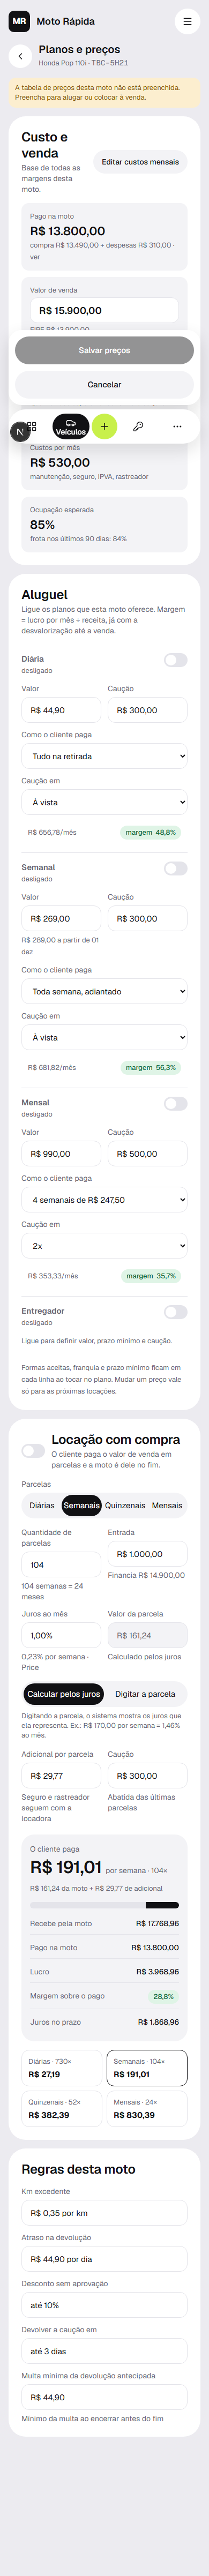 MR Moto Rápida
Planos e preços
Honda Pop 110i · T8C-5H21
A tabela de preços desta moto não está preenchida.
Preencha para alugar ou colocar à venda.
Custo e
venda
Base de todas as
margens desta
moto.
Editar custos mensais
Pago na moto
R$ 13.800,00
compra R$ 13.490,00 + despesas R$ 310,00 ·
ver
Valor de venda
R$ 15.900,00
Salvar preços
Cancelar
Veículos
N
Custos por mês
R$ 530,00
manutenção, seguro, IPVA, rastreador
Ocupação esperada
85%
frota nos últimos 90 dias: 84%
Aluguel
Ligue os planos que esta moto oferece. Margem
= lucro por mês ÷ receita, já com a
desvalorização até a venda.
Diária
desligado
Valor Caução
R$ 44,90 R$ 300,00
Como o cliente paga
Tudo na retirada
Caução em
À vista
R$ 656,78/mês margem 48,8%
Semanal
desligado
Valor Caução
R$ 269,00 R$ 300,00
R$ 269,00 a partir de 01
dez
Como o cliente paga
Toda semana, adiantado
Caução em
À vista
R$ 681,82/mês margem 56,3%
Mensal
desligado
Valor Caução
R$ 990,00 R$ 500,00
Como o cliente paga
4 semanais de R$ 247,50
Caução em
2x
R$ 353,33/mês margem 35,7%
Entregador
desligado
Ligue para definir valor, prazo mínimo e caução.
Formas aceitas, franquia e prazo mínimo ficam em
cada linha ao tocar no plano. Mudar um preço vale
só para as próximas locações.
Locação com compra
O cliente paga o valor de venda em
parcelas e a moto é dele no fim.
Parcelas
Diárias Semanais Quinzenais Mensais
Quantidade de
parcelas
104
104 semanas = 24
meses
Entrada
R$ 1.000,00
Financia R$ 14.900,00
Juros ao mês
1,00%
0,23% por semana ·
Price
Valor da parcela
R$ 161,24
Calculado pelos juros
Calcular pelos juros Digitar a parcela
Digitando a parcela, o sistema mostra os juros que
ela representa. Ex.: R$ 170,00 por semana = 1,46%
ao mês.
Adicional por parcela
R$ 29,77
Seguro e rastreador
seguem com a
locadora
Caução
R$ 300,00
Abatida das últimas
parcelas
O cliente paga
R$ 191,01 por semana · 104×
R$ 161,24 da moto + R$ 29,77 de adicional
Recebe pela moto R$ 17.768,96
Pago na moto R$ 13.800,00
Lucro R$ 3.968,96
Margem sobre o pago 28,8%
Juros no prazo R$ 1.868,96
Diárias · 730×
R$ 27,19
Semanais · 104×
R$ 191,01
Quinzenais · 52×
R$ 382,39
Mensais · 24×
R$ 830,39
Regras desta moto
Km excedente
R$ 0,35 por km
Atraso na devolução
R$ 44,90 por dia
Desconto sem aprovação
até 10%
Devolver a caução em
até 3 dias
Multa mínima da devolução antecipada
R$ 44,90
Mínimo da multa ao encerrar antes do fim